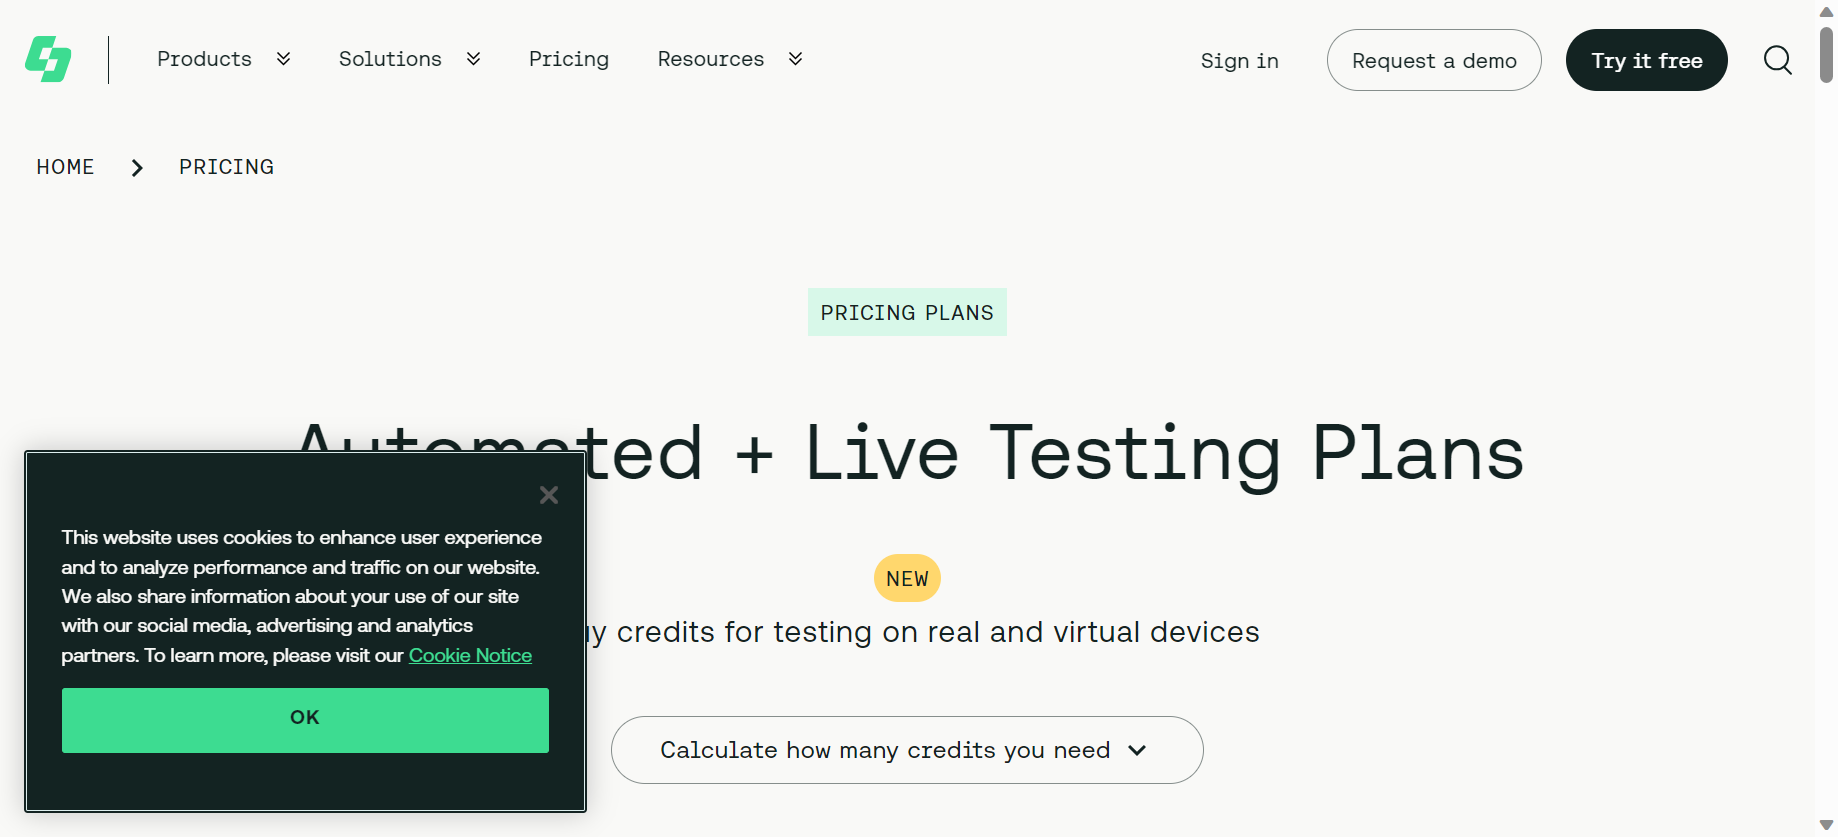 Products
Solutions
Pricing
Resources
Sign in
Request a demo
Try it free
HOME
PRICING
PRICING PLANS
Automated + Live Testing Plans
NEW
credits for testing on real and virtual devices
Calculate how many credits you need
This website uses cookies to enhance user experience
and to analyze performance and traffic on our website.
We also share information about your use of our site
with our social media, advertising and analytics
partners. To learn more, please visit our Cookie Notice
OK